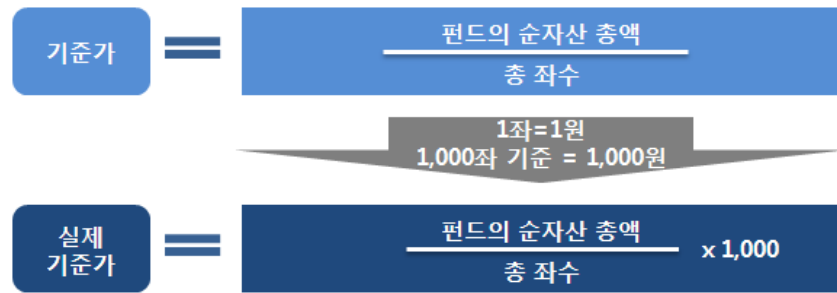 기준가
펀드의 순자산 총액
총 좌수
1좌=1원
1,000좌 기준 = 1,000원
실제
기준가
펀드의 순자산 총액
총 좌수
x 1,000